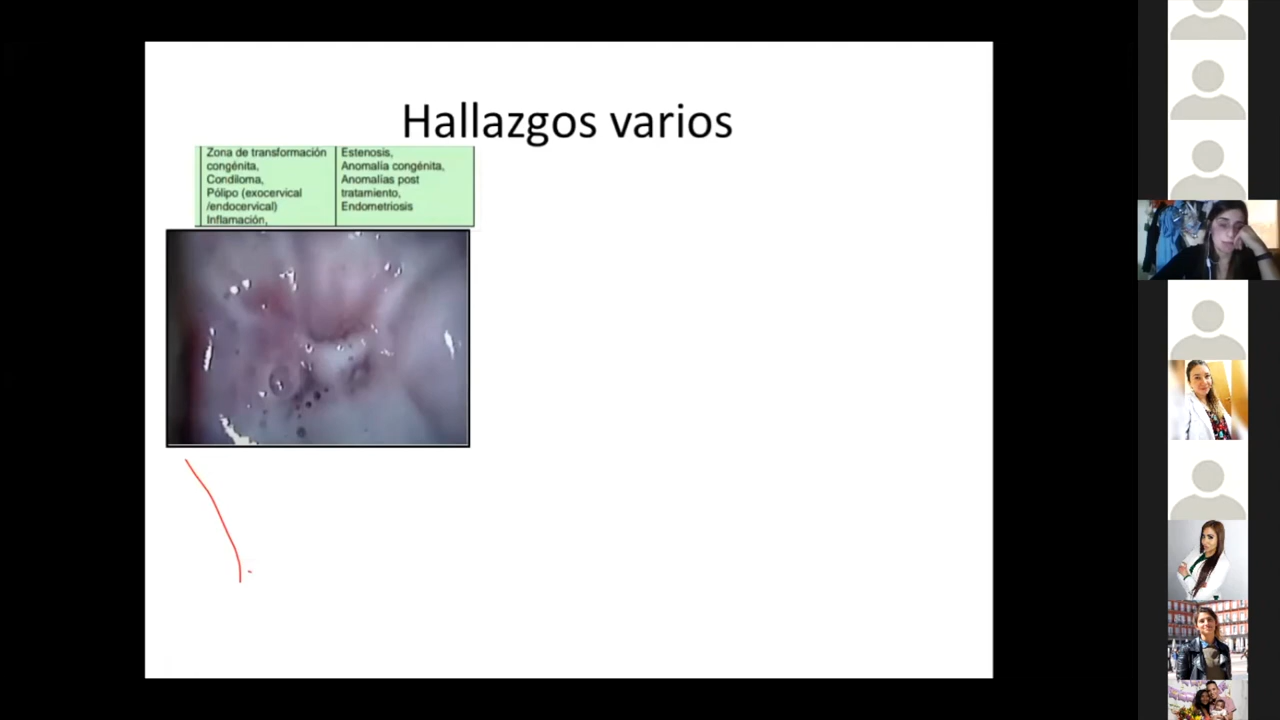 Hallazgos varios
Zona de transformación
congénita,
Condiloma,
Pólipo (exocervical
/endocervical)
Inflamación,
Estenosis,
Anomalía congénita,
Anomalías post
tratamiento,
Endometriosis